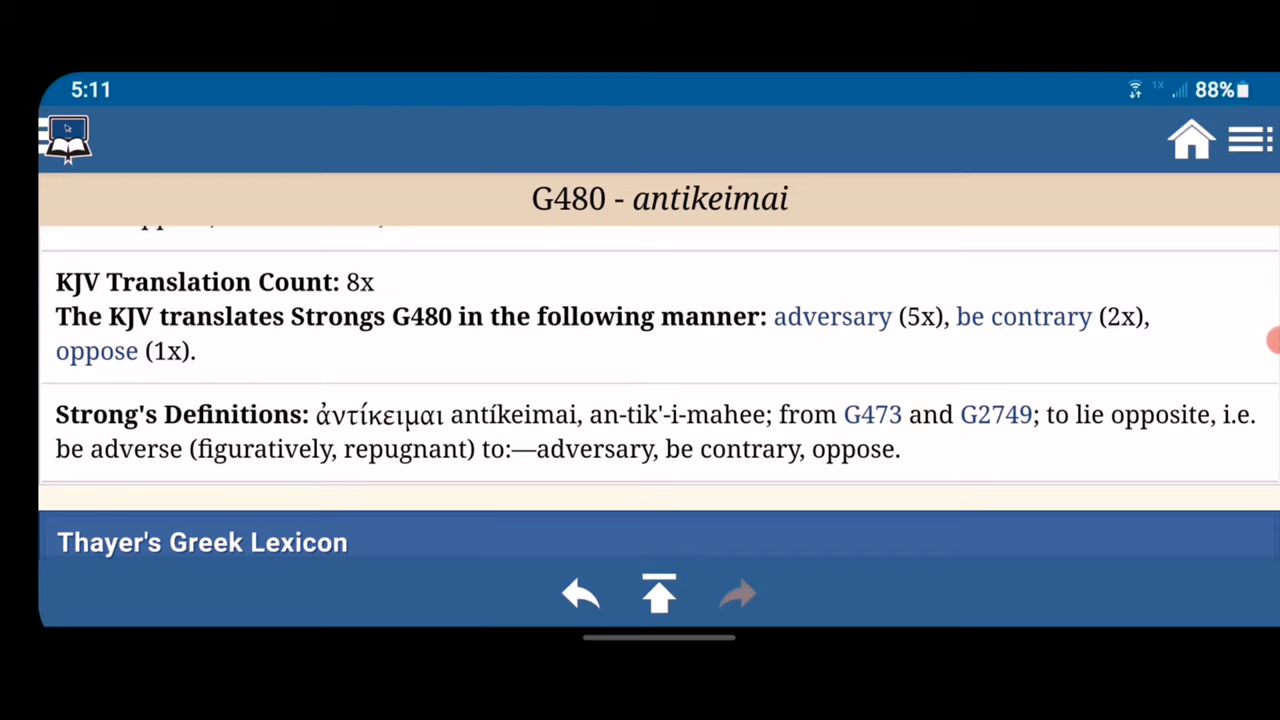 5:11
1X 88%
G480 - antikeimai
KJV Translation Count: 8x
The KJV translates Strongs G480 in the following manner: adversary (5x), be contrary (2x),
oppose (1x).
Strong's Definitions: ἀντίκειμαι antíkeimai, an-tik'-i-mahee; from G473 and G2749; to lie opposite, i.e.
be adverse (figuratively, repugnant) to:—adversary, be contrary, oppose.
Thayer's Greek Lexicon